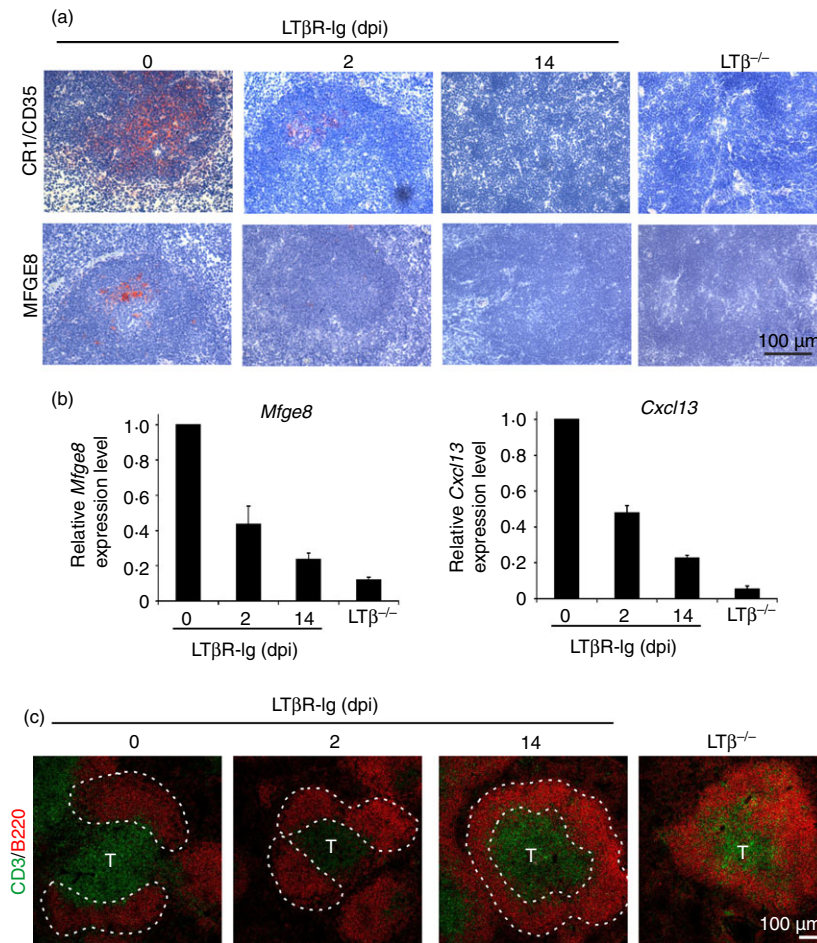 (a)
LTβR-Ig (dpi)
0 2 14 LTβ–/–
CR1/CD35
MFGE8
100 µm
(b)
Mfge8
Relative Mfge8
expression level
1·0
0·8
0·6
0·4
0·2
0
0 2 14 LTβ–/–
LTβR-Ig (dpi)
Cxcl13
Relative Cxcl13
expression level
1·0
0·8
0·6
0·4
0·2
0
0 2 14 LTβ–/–
LTβR-Ig (dpi)
(c)
LTβR-Ig (dpi)
0 2 14 LTβ–/–
CD3/B220
T T T T
100 µm